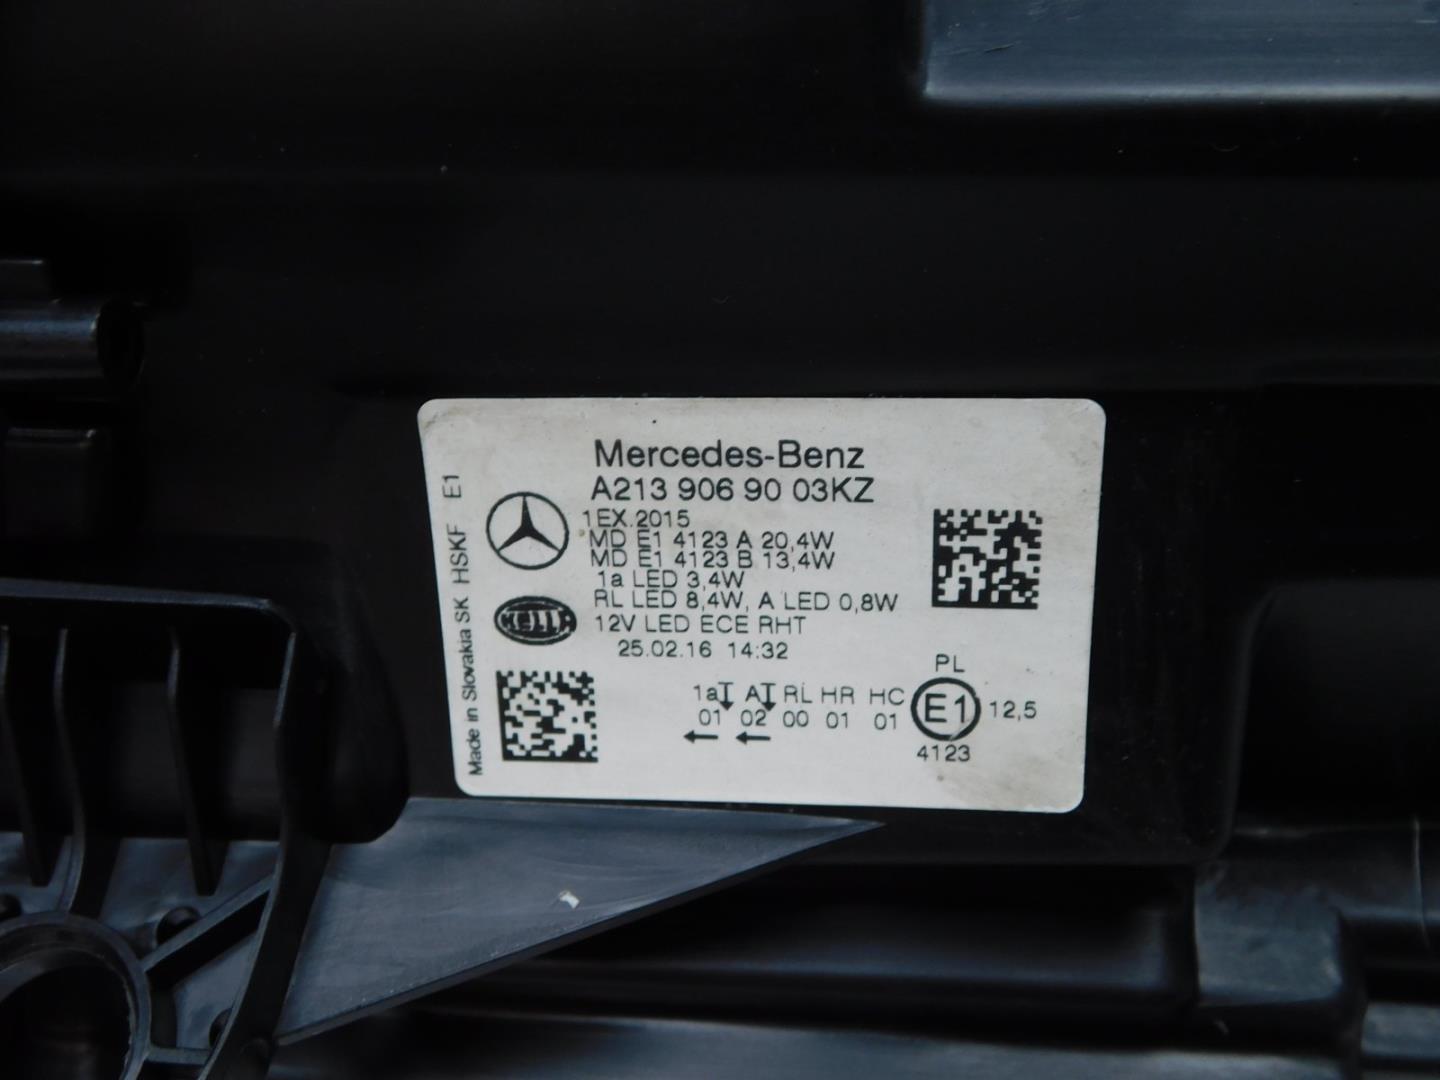 Mercedes-Benz
A213 906 90 03KZ
1EX.2015
MD E1 4123 A 20,4W
MD E1 4123 B 13,4W
1a LED 3,4W
RL LED 8,4W, A LED 0,8W
12V LED ECE RHT
25.02.16 14:32
HELLA
Made in Slovakia SK HSKF E1
1a A RL HR HC
01 02 00 01 01
PL
E1 12,5
4123